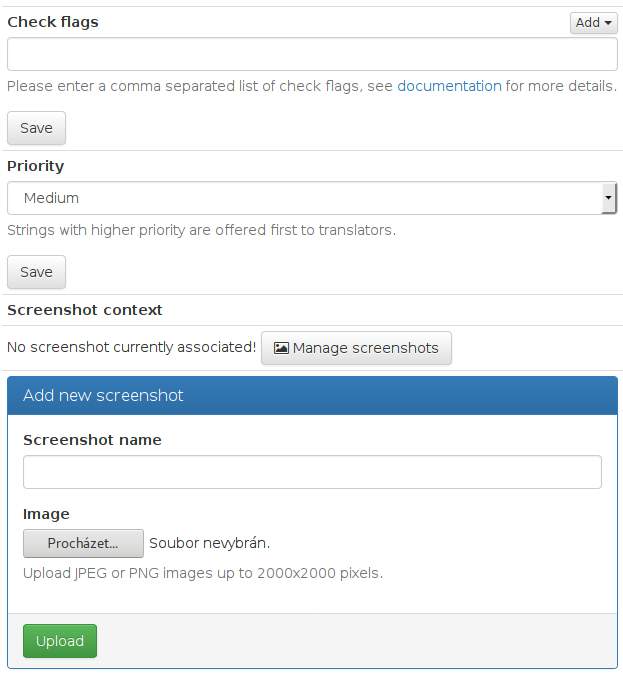 Check flags Add
Please enter a comma separated list of check flags, see documentation for more details.
Save
Priority
Medium
Strings with higher priority are offered first to translators.
Save
Screenshot context
No screenshot currently associated! Manage screenshots
Add new screenshot
Screenshot name
Image
Procházet... Soubor nevybrán.
Upload JPEG or PNG images up to 2000x2000 pixels.
Upload